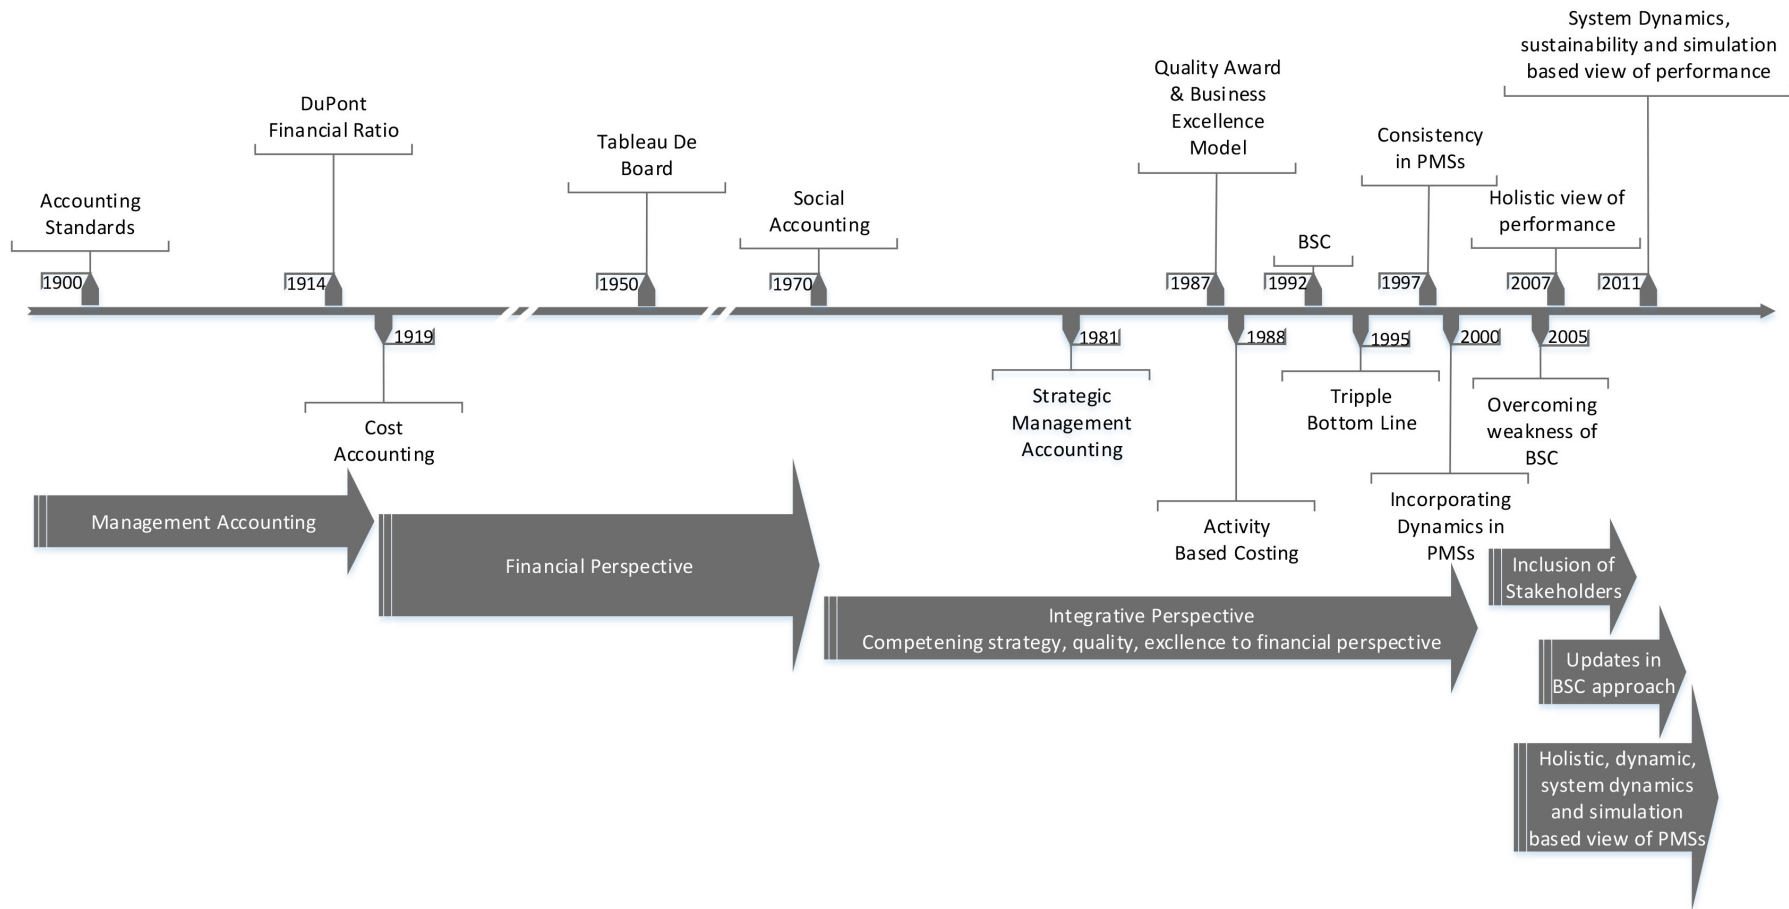 System Dynamics,
sustainability and simulation
based view of performance
Quality Award
& Business
Excellence
Model
DuPont
Financial Ratio
Tableau De
Board
Consistency
in PMSs
Accounting
Standards
Social
Accounting
Holistic view of
performance
BSC
1900
1914
1950
1970
1987
1992
1997
2007
2011
1919
1981
1988
1995
2000
2005
Cost
Accounting
Strategic
Management
Accounting
Tripple
Bottom Line
Overcoming
weakness of
BSC
Activity
Based Costing
Incorporating
Dynamics in
PMSs
Management Accounting
Financial Perspective
Integrative Perspective
Competening strategy, quality, excllence to financial perspective
Inclusion of
Stakeholders
Updates in
BSC approach
Holistic, dynamic,
system dynamics
and simulation
based view of PMSs